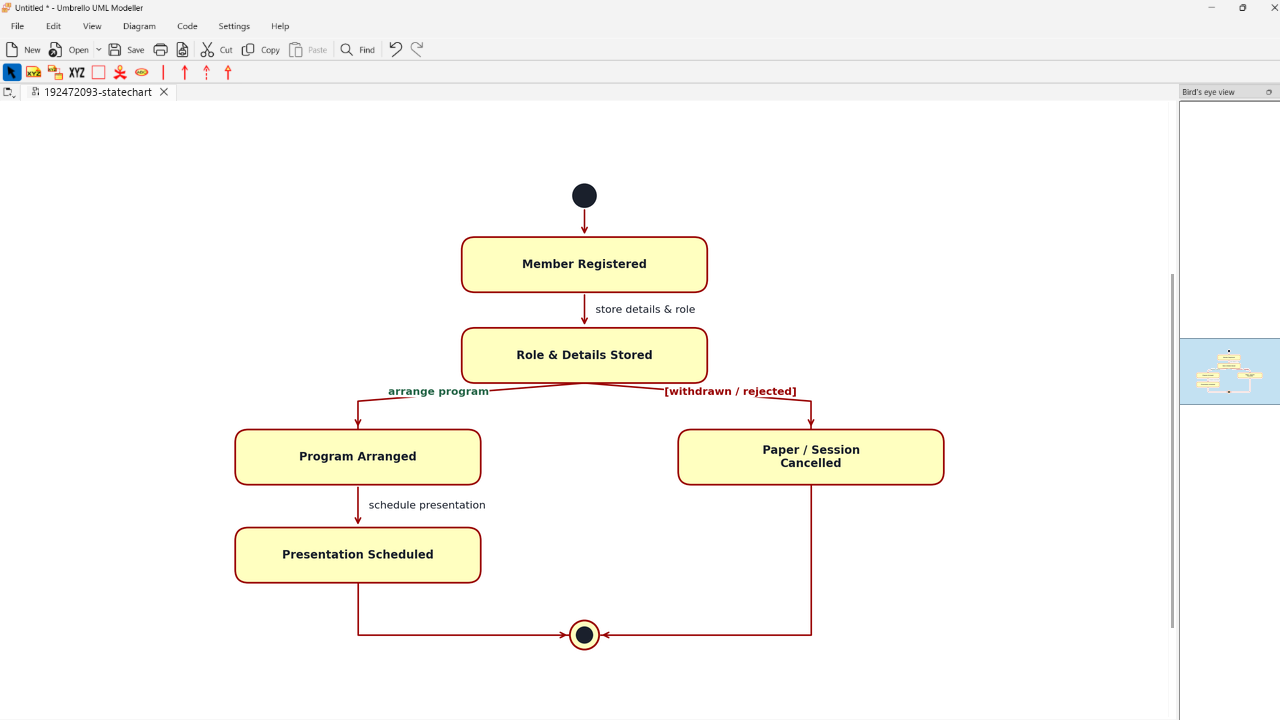 Untitled * - Umbrello UML Modeller
File Edit View Diagram Code Settings Help
New Open Save Cut Copy Paste Find
XYZ XYZ
192472093-statechart
Bird's eye view
Member Registered
store details & role
Role & Details Stored
arrange program [withdrawn / rejected]
Program Arranged
Paper / Session
Cancelled
schedule presentation
Presentation Scheduled